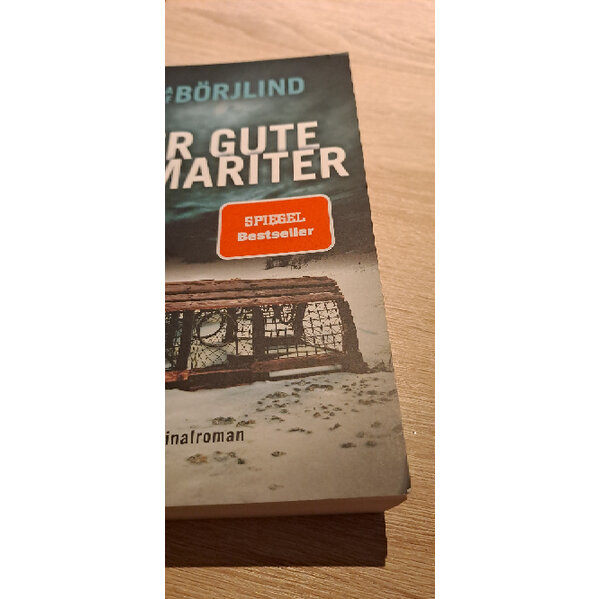 BÖRJLIND
R GUTE
MARITER
SPIEGEL
Bestseller
inalroman